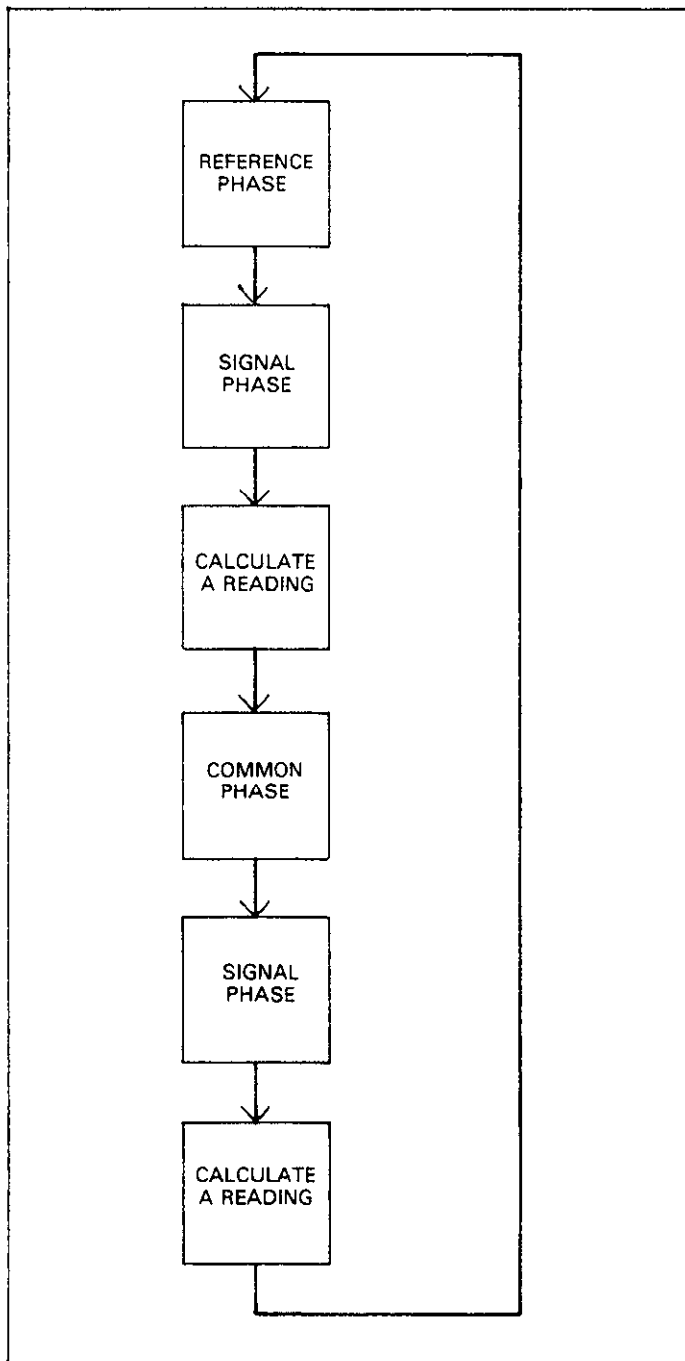 REFERENCE
PHASE
SIGNAL
PHASE
CALCULATE
A READING
COMMON
PHASE
SIGNAL
PHASE
CALCULATE
A READING